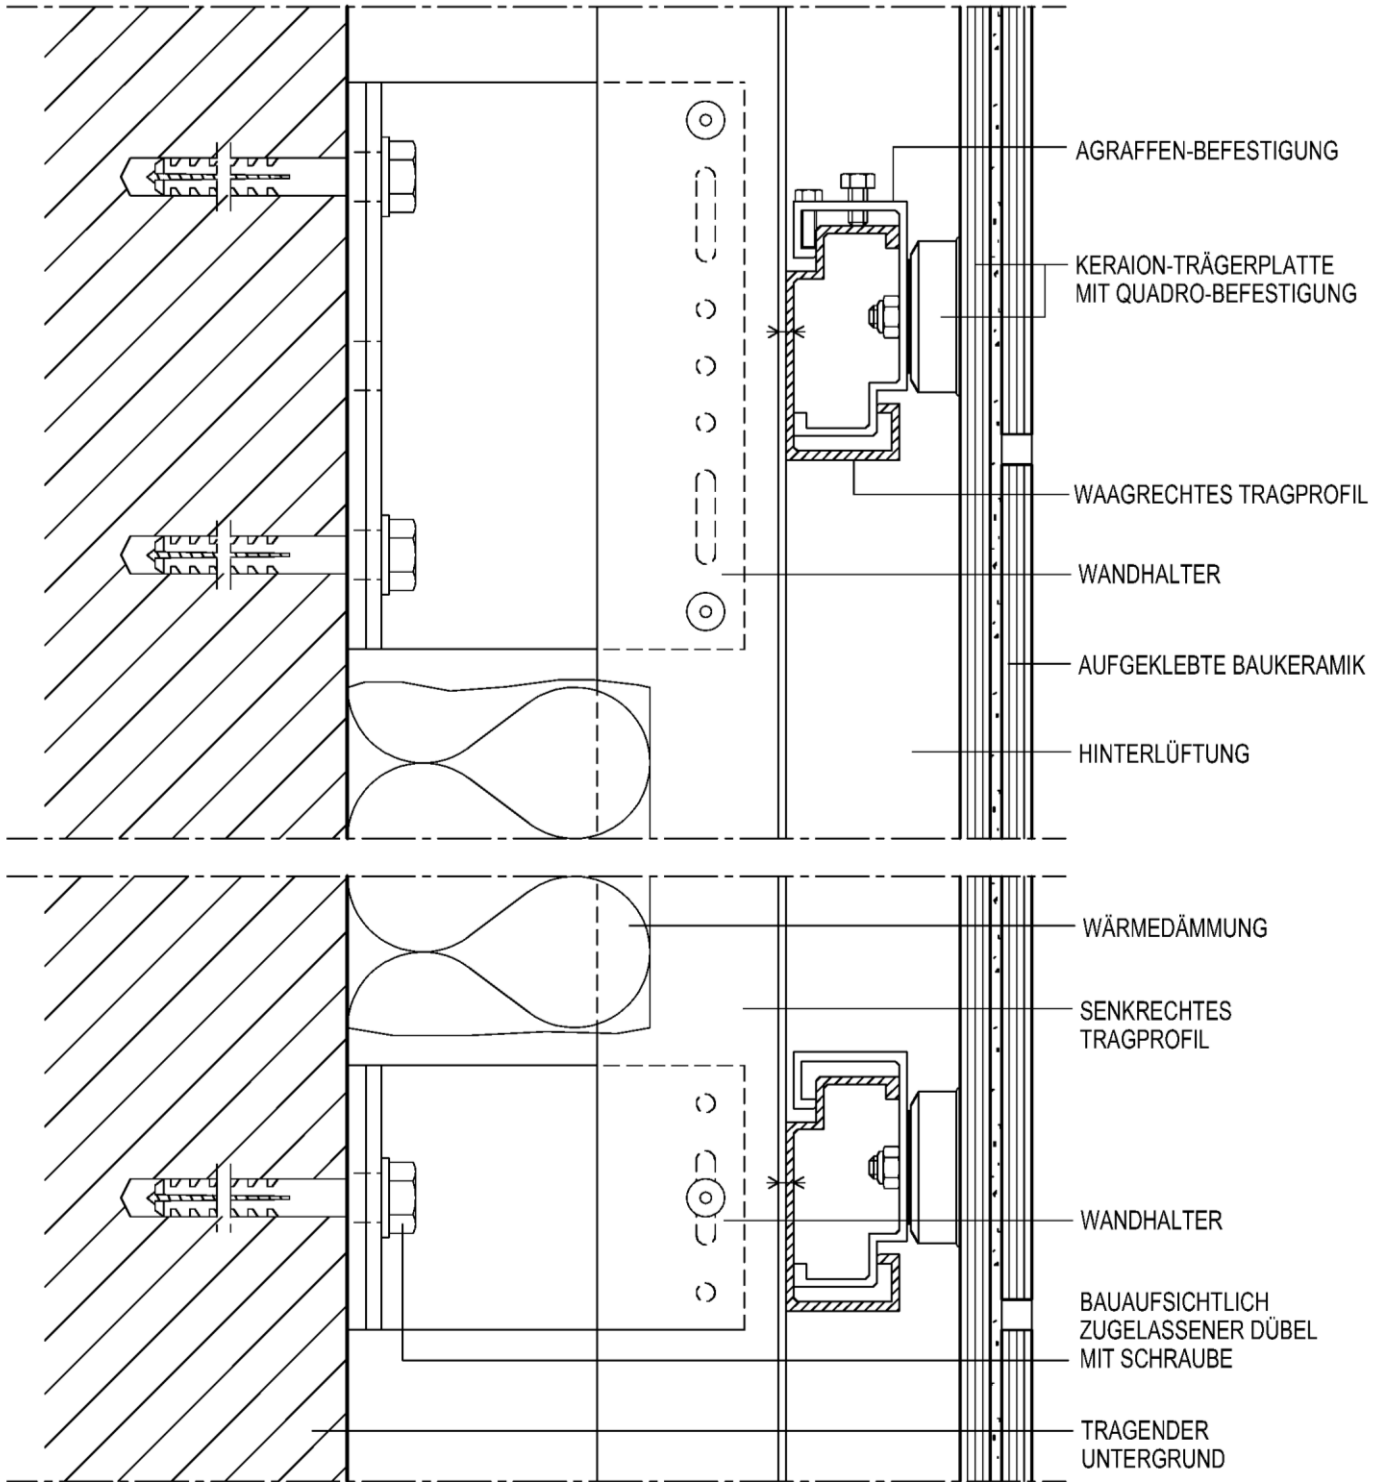 AGRAFFEN-BEFESTIGUNG
KERAION-TRÄGERPLATTE
MIT QUADRO-BEFESTIGUNG
WAAGRECHTES TRAGPROFIL
WANDHALTER
AUFGEKLEBTE BAUKERAMIK
HINTERLÜFTUNG
WÄRMEDÄMMUNG
SENKRECHTES
TRAGPROFIL
WANDHALTER
BAUAUFSICHTLICH
ZUGELASSENER DÜBEL
MIT SCHRAUBE
TRAGENDER
UNTERGRUND